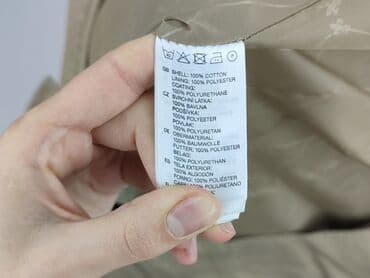 GB SHELL: 100% COTTON
LINING: 100% POLYESTER
COATING:
100% POLYURETHANE
CZ SVRCHNÍ LÁTKA:
100% BAVLNA
PODŠÍVKA:
100% POLYESTER
POVLAK:
100% POLYURETAN
DE OBERMATERIAL:
100% BAUMWOLLE
FUTTER: 100% POLYESTER
BELAG:
100% POLYURETHAN
ES TELA EXTERIOR:
100% ALGODÓN
FORRO: 100% POLIÉSTER
CAPA: 100% POLIURETANO